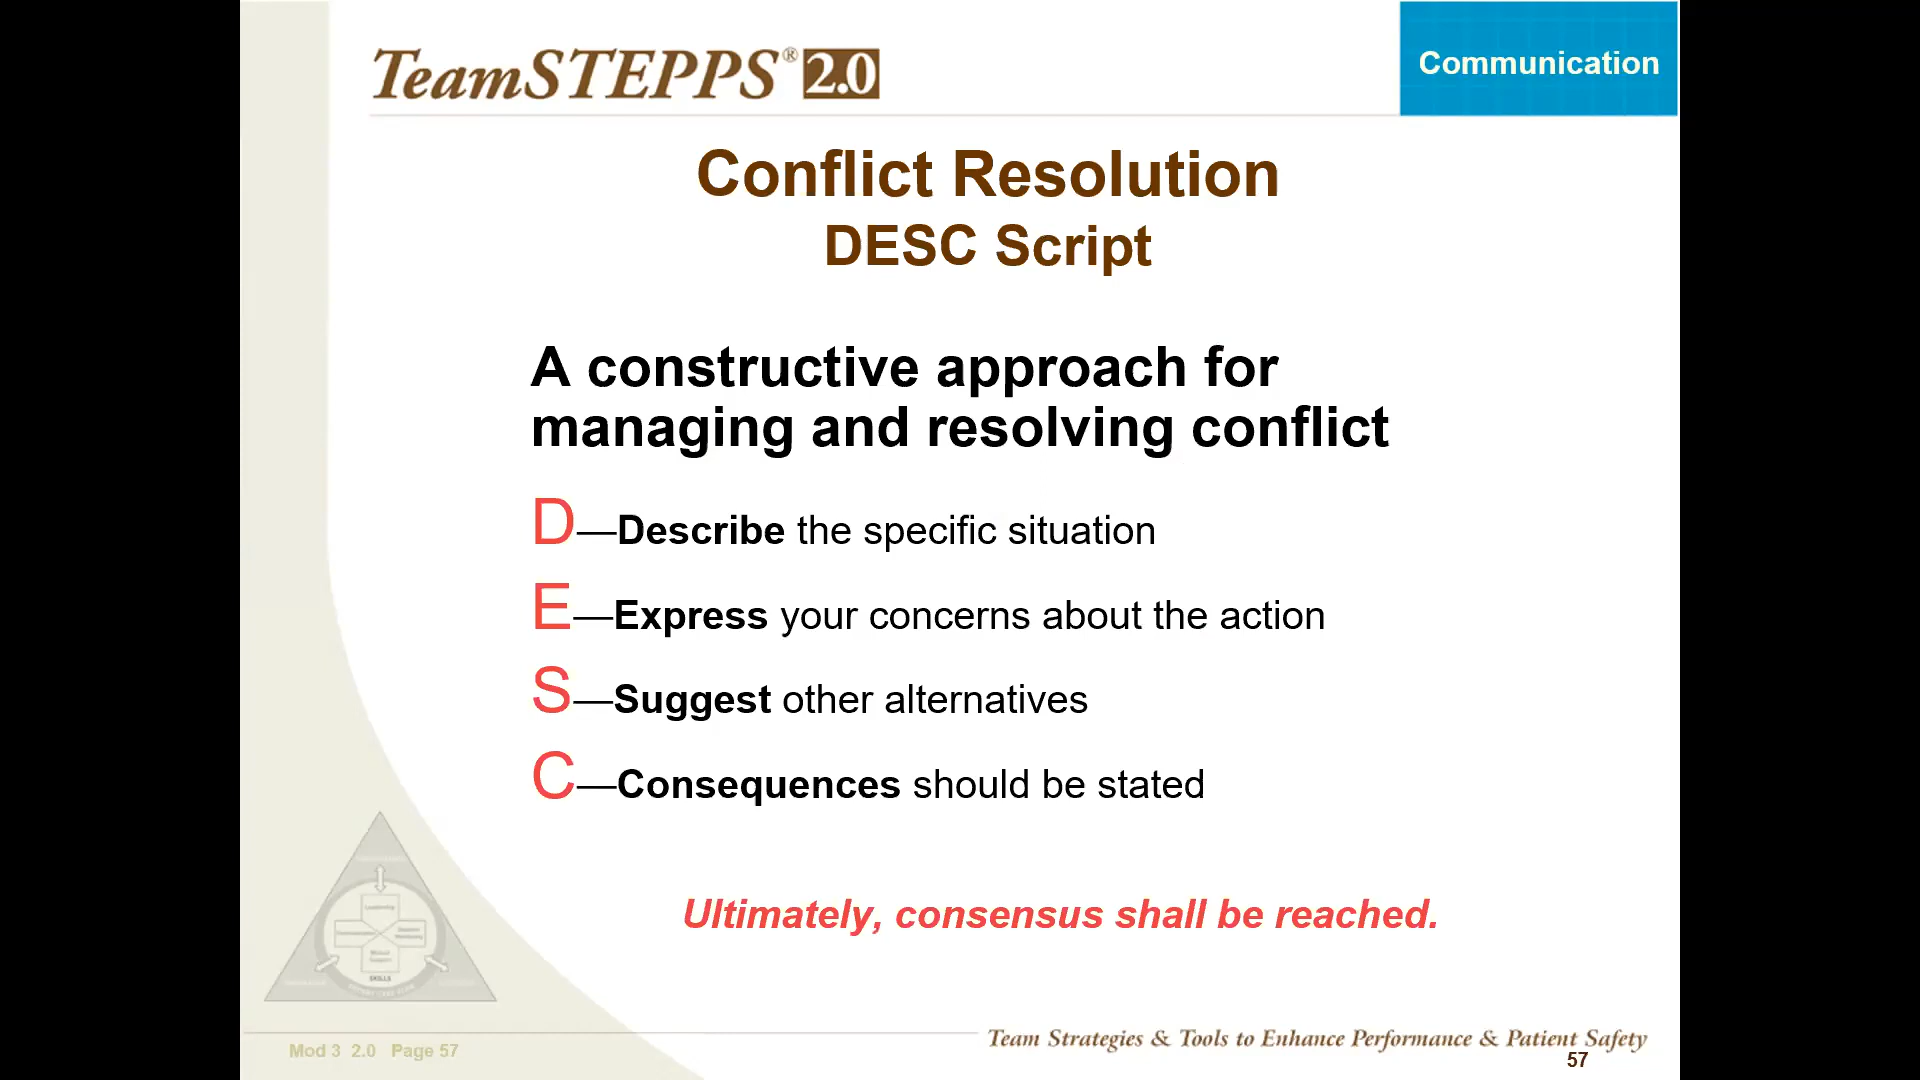 TeamSTEPPS® 2.0
Communication
Conflict Resolution
DESC Script
A constructive approach for
managing and resolving conflict
D—Describe the specific situation
E—Express your concerns about the action
S—Suggest other alternatives
C—Consequences should be stated
Ultimately, consensus shall be reached.
Leadership
SKILLS
Mod 3 2.0 Page 57
Team Strategies & Tools to Enhance Performance & Patient Safety
57